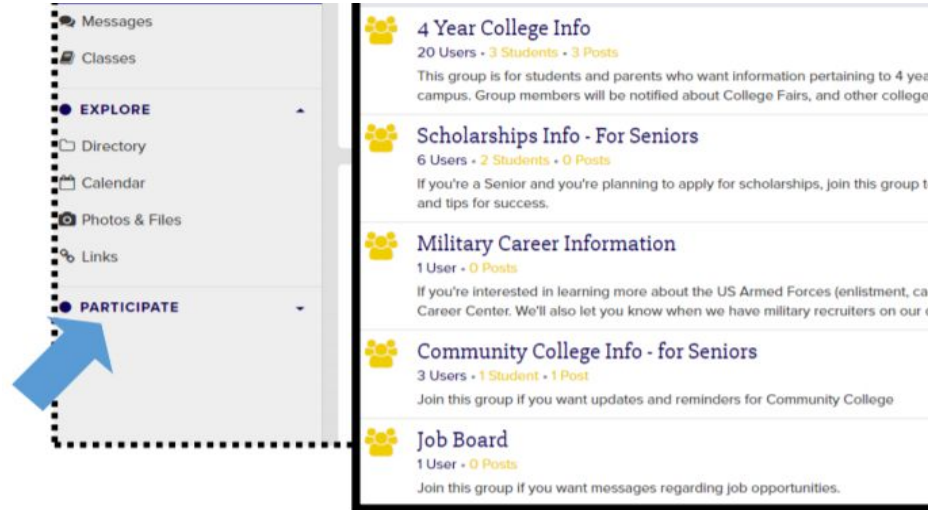 Messages
Classes
EXPLORE
Directory
Calendar
Photos & Files
Links
PARTICIPATE
4 Year College Info
20 Users • 3 Students • 3 Posts
This group is for students and parents who want information pertaining to 4 yea
campus. Group members will be notified about College Fairs, and other college
Scholarships Info - For Seniors
6 Users • 2 Students • 0 Posts
If you're a Senior and you're planning to apply for scholarships, join this group t
and tips for success.
Military Career Information
1 User • 0 Posts
If you're interested in learning more about the US Armed Forces (enlistment, ca
Career Center. We'll also let you know when we have military recruiters on our
Community College Info - for Seniors
3 Users • 1 Student • 1 Post
Join this group if you want updates and reminders for Community College
Job Board
1 User • 0 Posts
Join this group if you want messages regarding job opportunities.